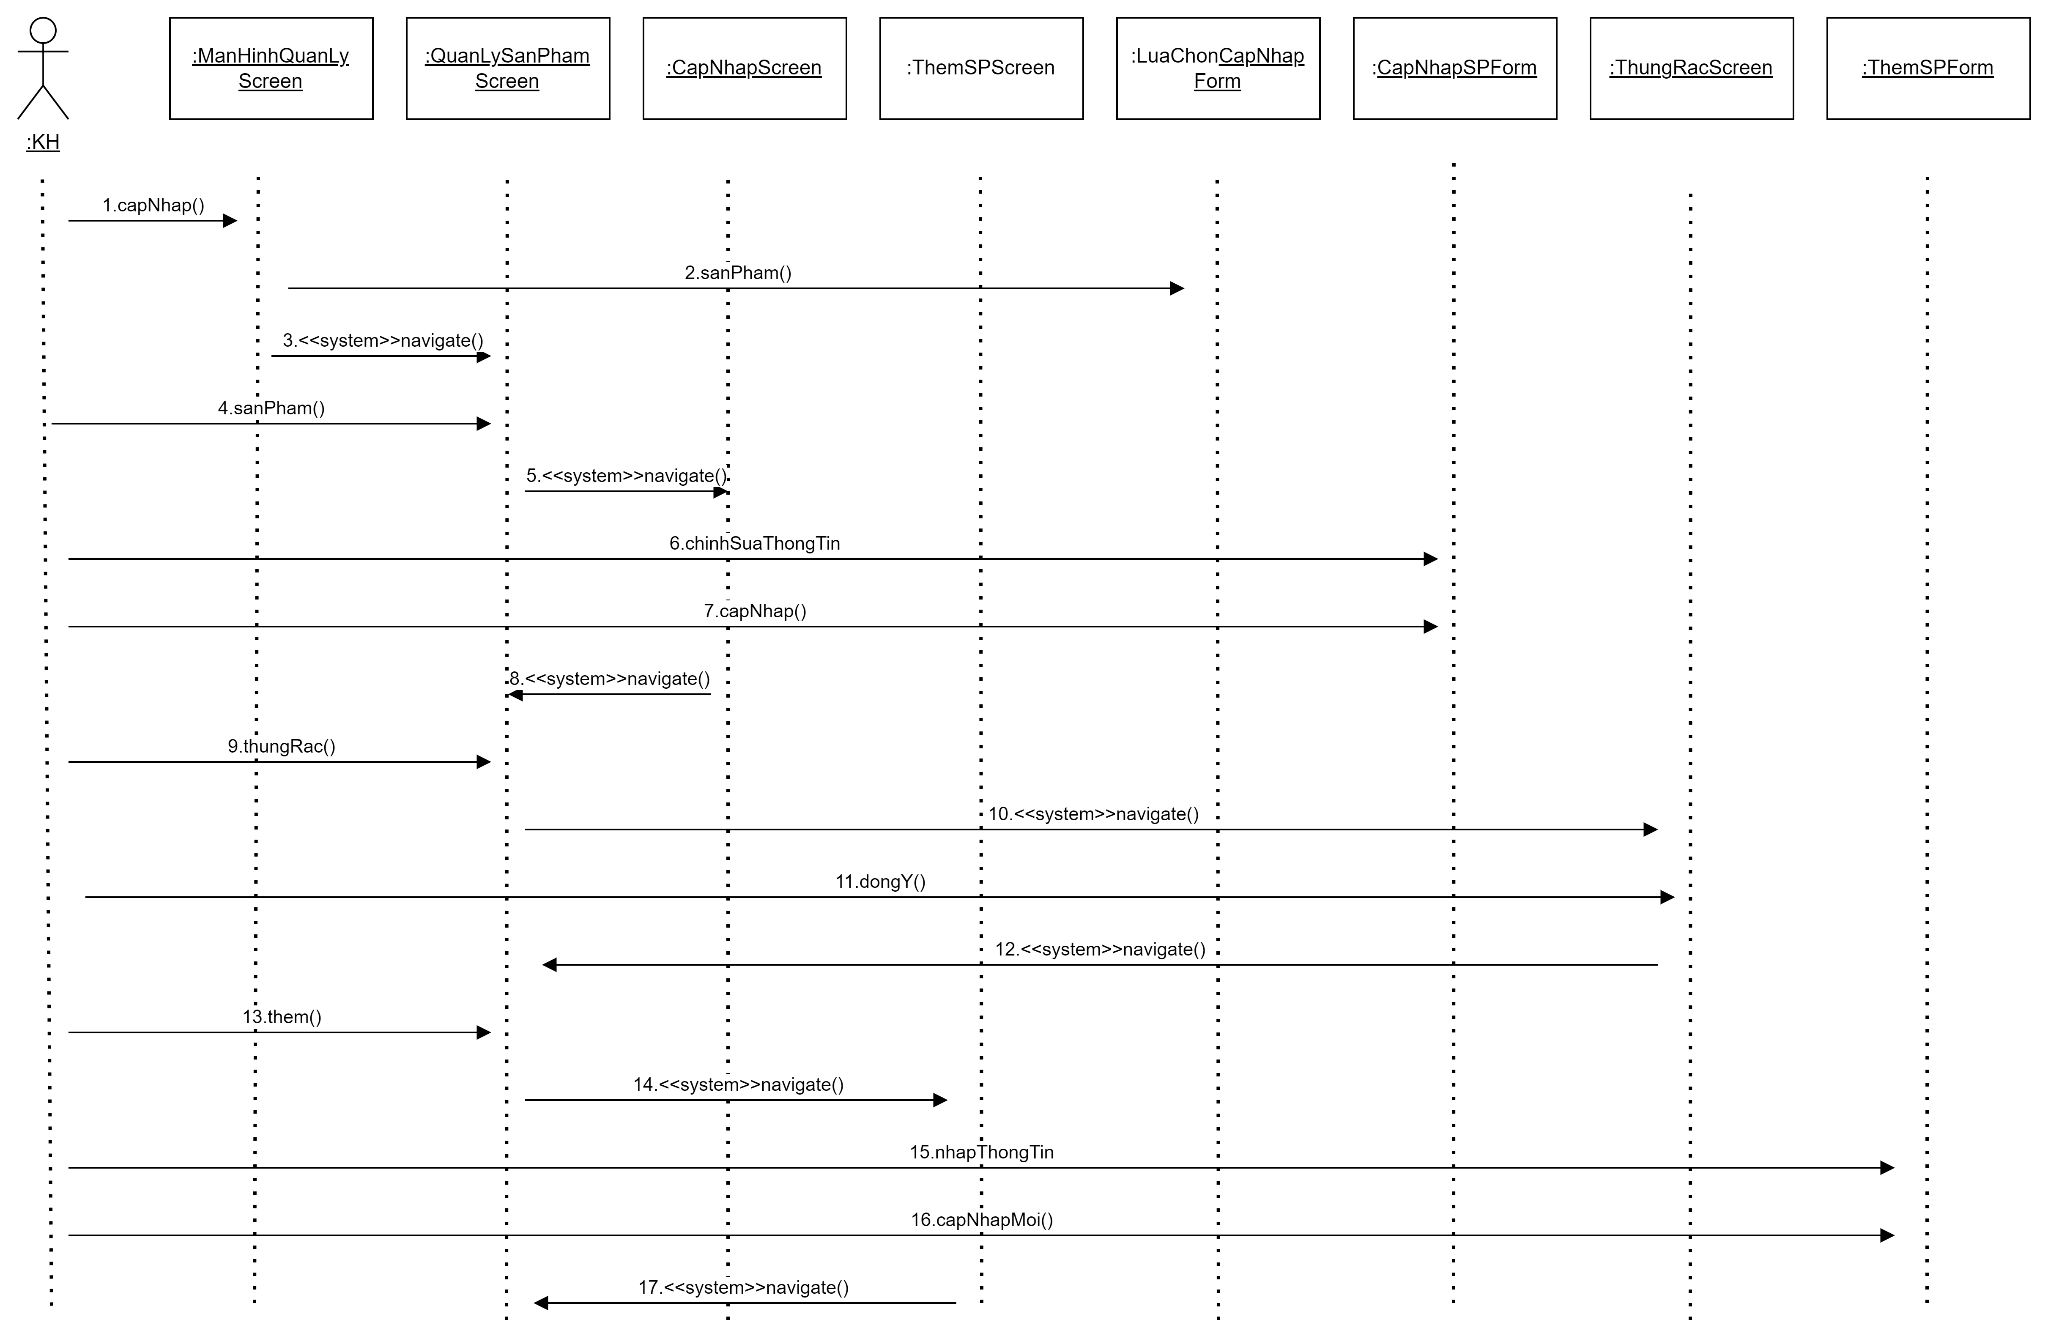 :KH
:ManHinhQuanLy
Screen
:QuanLySanPham
Screen
:CapNhapScreen
:ThemSPScreen
:LuaChonCapNhap
Form
:CapNhapSPForm
:ThungRacScreen
:ThemSPForm
1.capNhap()
2.sanPham()
3.<<system>>navigate()
4.sanPham()
5.<<system>>navigate()
6.chinhSuaThongTin
7.capNhap()
8.<<system>>navigate()
9.thungRac()
10.<<system>>navigate()
11.dongY()
12.<<system>>navigate()
13.them()
14.<<system>>navigate()
15.nhapThongTin
16.capNhapMoi()
17.<<system>>navigate()